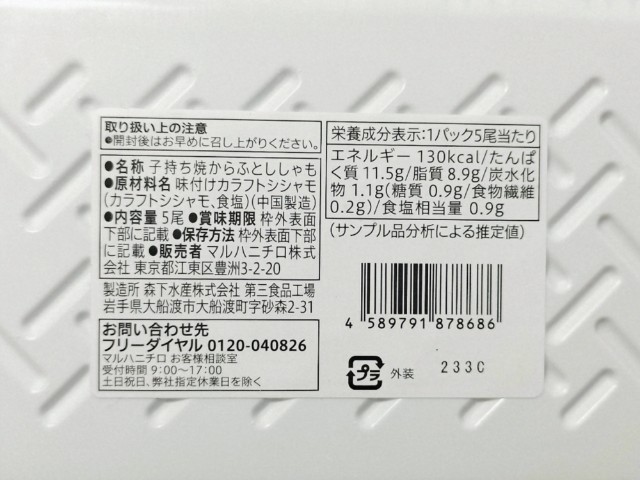 取り扱い上の注意
●開封後はお早めに召し上がりください。
●名称 子持ち焼からふとししゃも
●原材料名 味付けカラフトシシャモ
(カラフトシシャモ、食塩)(中国製造)
●内容量 5尾 ●賞味期限 枠外表面
下部に記載 ●保存方法 枠外表面下部
に記載 ●販売者 マルハニチロ株式
会社 東京都江東区豊洲3-2-20
製造所 森下水産株式会社 第三食品工場
岩手県大船渡市大船渡町字砂森2-31
お問い合わせ先
フリーダイヤル 0120-040826
マルハニチロ お客様相談室
受付時間 9:00〜17:00
土日祝日、弊社指定休業日を除く
栄養成分表示:1パック5尾当たり
エネルギー 130kcal/たんぱ
く質 11.5g/脂質 8.9g/炭水化
物 1.1g(糖質 0.9g/食物繊維
0.2g)/食塩相当量 0.9g
(サンプル品分析による推定値)
4 589791 878686
プラ 外装 233C